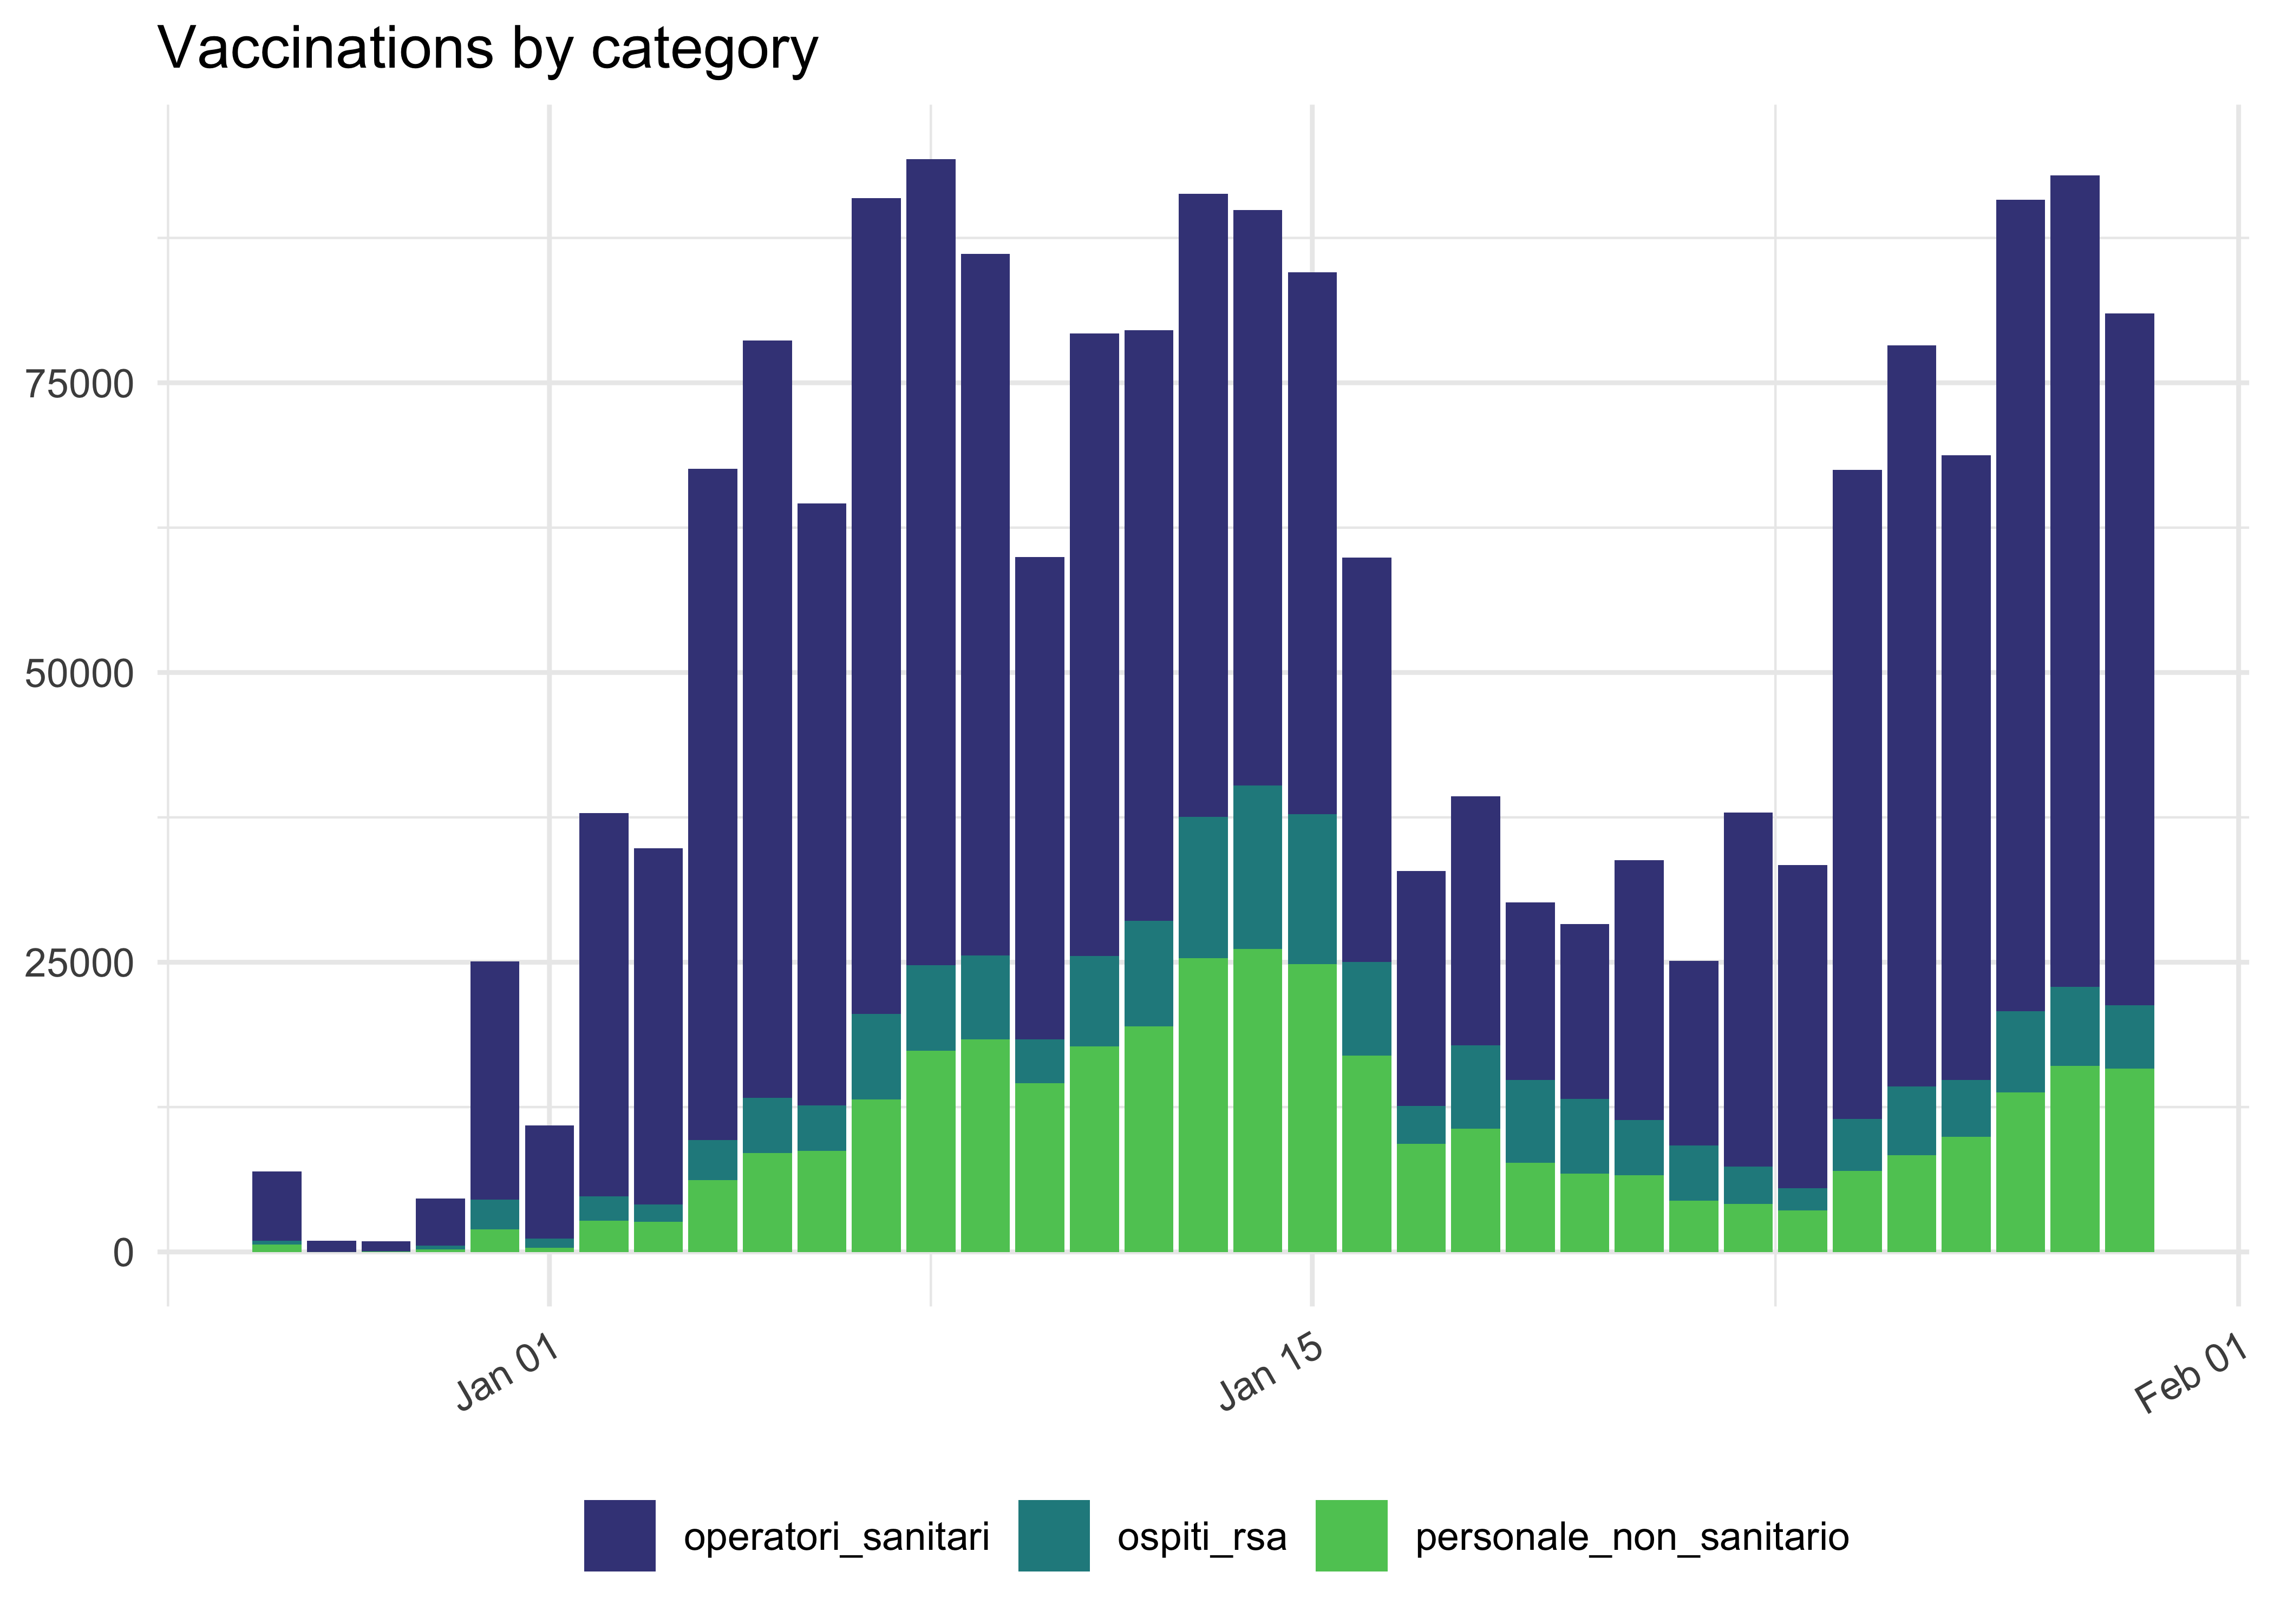 Vaccinations by category
75000
50000
25000
0
Jan 01
Jan 15
Feb 01
operatori_sanitari
ospiti_rsa
personale_non_sanitario